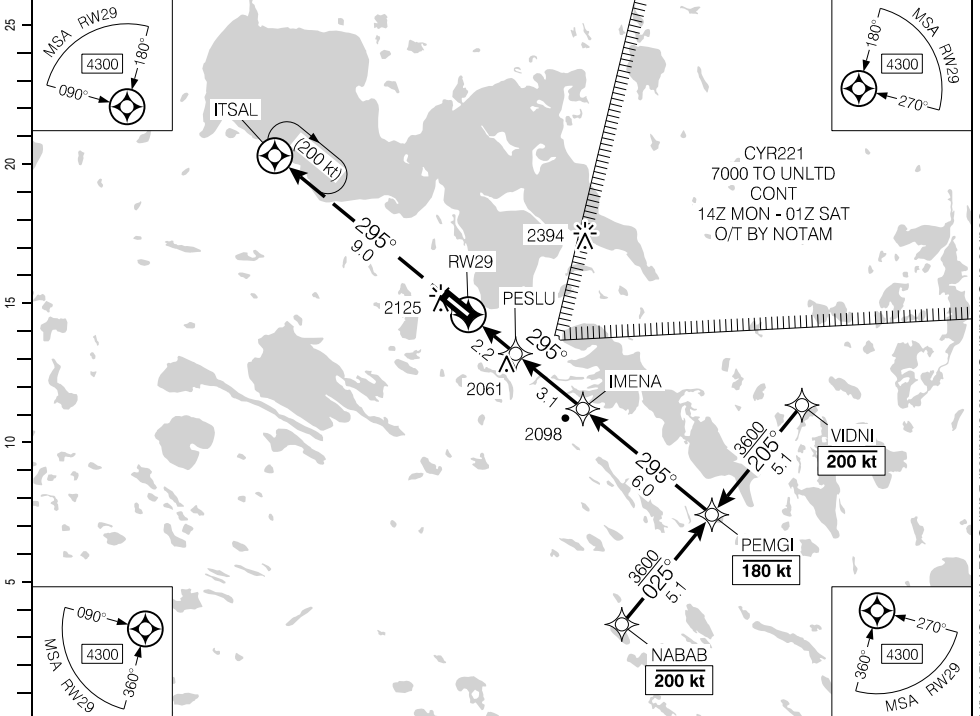 25
20
15
10
5
MSA RW29
4300
180°
090°
MSA RW29
4300
180°
270°
ITSAL
(200 kt)
CYR221
7000 TO UNLTD
CONT
14Z MON - 01Z SAT
O/T BY NOTAM
2394
295°
9.0
RW29
2125
PESLU
295°
2.2
2061
3.1
IMENA
2098
295°
6.0
3600
205°
5.1
VIDNI
200 kt
PEMGI
180 kt
3600
025°
5.1
NABAB
200 kt
090°
4300
360°
MSA RW29
270°
4300
360°
MSA RW29